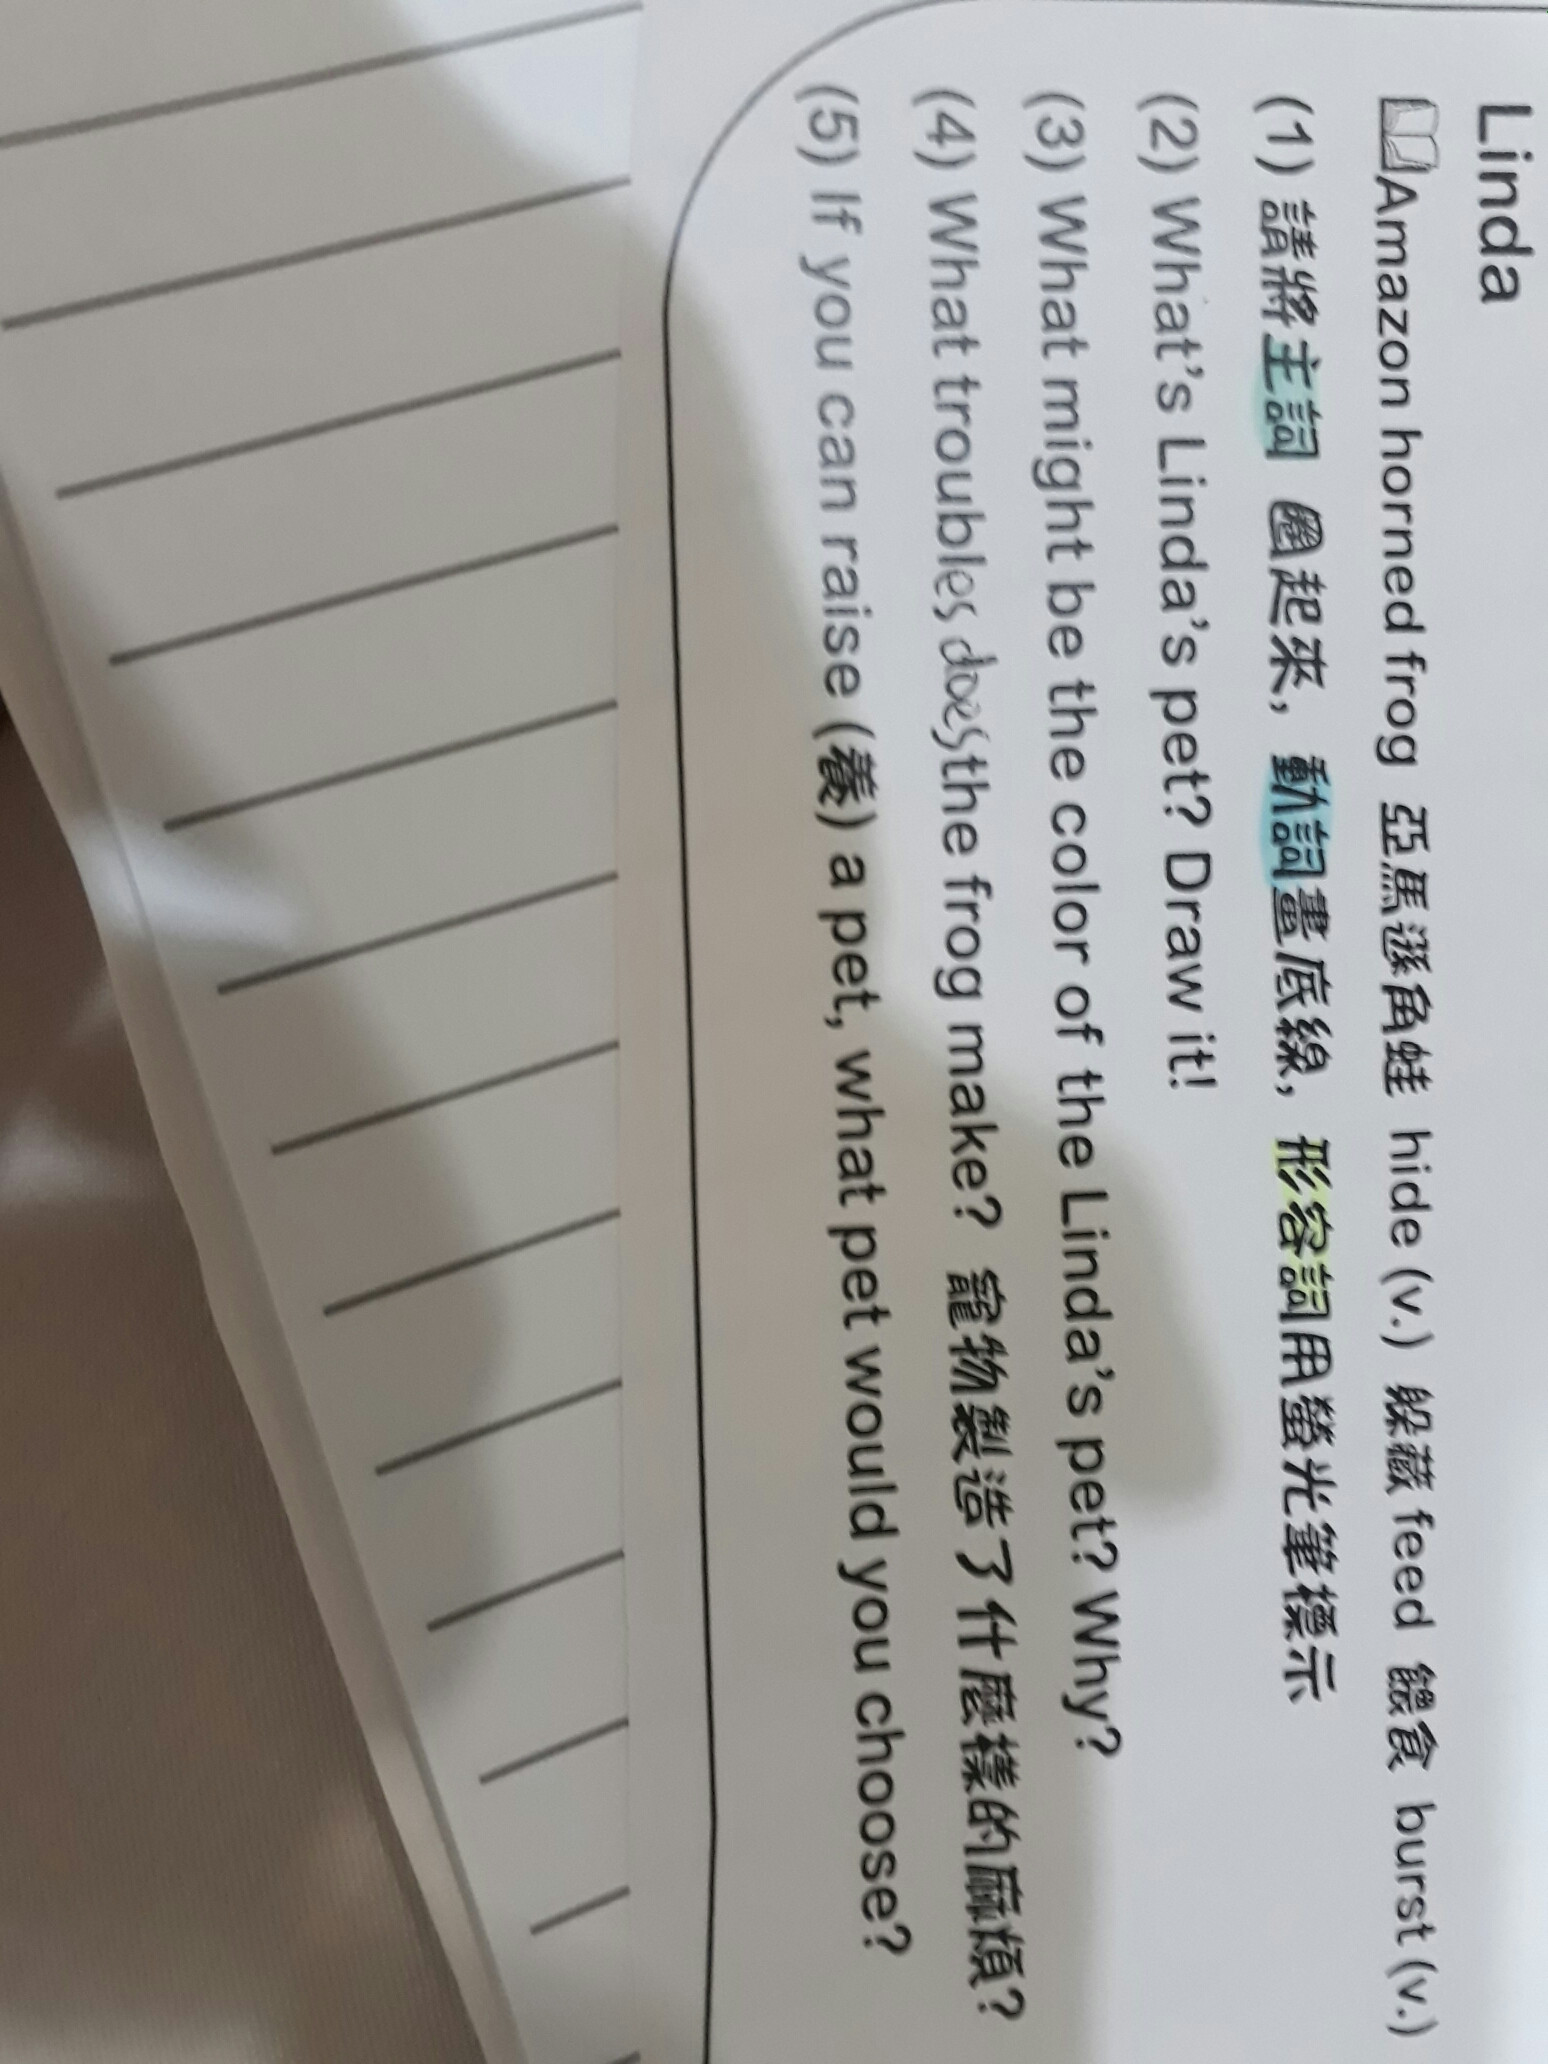 Linda
Amazon horned frog 亞馬遜角蛙 hide (v.) 躲藏 feed 餵食 burst (v.)
(1) 請將主詞 圈起來，動詞畫底線，形容詞用螢光筆標示
(2) What's Linda's pet? Draw it!
(3) What might be the color of the Linda's pet? Why?
(4) What troubles does the frog make? 寵物製造了什麼樣的麻煩?
(5) If you can raise (養) a pet, what pet would you choose?